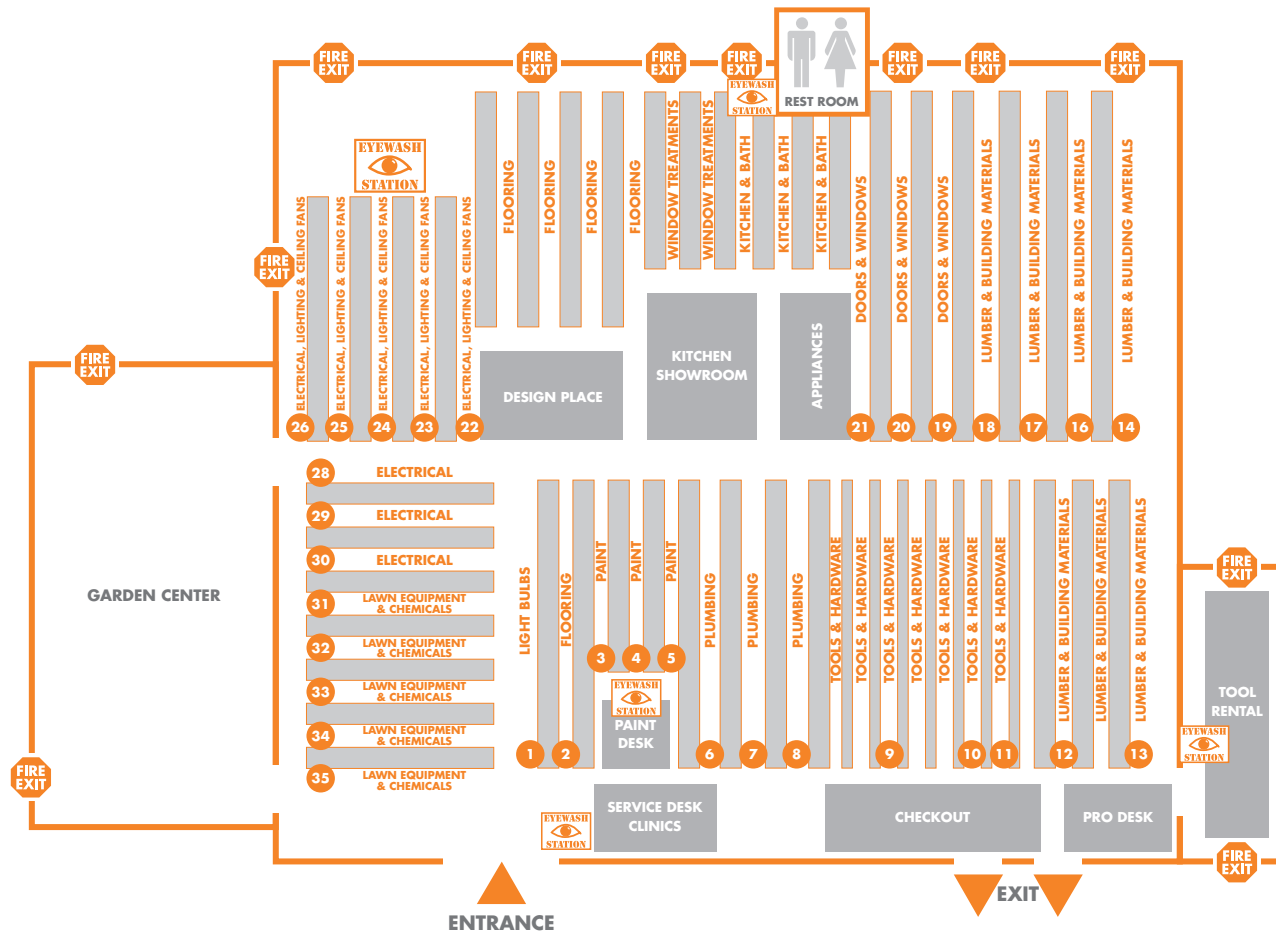 FIRE
EXIT
FIRE
EXIT
FIRE
EXIT
FIRE
EXIT
REST ROOM
FIRE
EXIT
FIRE
EXIT
FIRE
EXIT
EYEWASH
STATION
EYEWASH
STATION
FIRE
EXIT
FIRE
EXIT
ELECTRICAL, LIGHTING & CEILING FANS
ELECTRICAL, LIGHTING & CEILING FANS
ELECTRICAL, LIGHTING & CEILING FANS
ELECTRICAL, LIGHTING & CEILING FANS
ELECTRICAL, LIGHTING & CEILING FANS
FLOORING
FLOORING
FLOORING
FLOORING
WINDOW TREATMENTS
WINDOW TREATMENTS
KITCHEN & BATH
KITCHEN & BATH
KITCHEN & BATH
DOORS & WINDOWS
DOORS & WINDOWS
DOORS & WINDOWS
LUMBER & BUILDING MATERIALS
LUMBER & BUILDING MATERIALS
LUMBER & BUILDING MATERIALS
LUMBER & BUILDING MATERIALS
DESIGN PLACE
KITCHEN
SHOWROOM
APPLIANCES
26
25
24
23
22
21
20
19
18
17
16
14
28
ELECTRICAL
29
ELECTRICAL
30
ELECTRICAL
31
LAWN EQUIPMENT
& CHEMICALS
32
LAWN EQUIPMENT
& CHEMICALS
33
LAWN EQUIPMENT
& CHEMICALS
34
LAWN EQUIPMENT
& CHEMICALS
35
LAWN EQUIPMENT
& CHEMICALS
GARDEN CENTER
FIRE
EXIT
LIGHT BULBS
FLOORING
PAINT
PAINT
PAINT
PLUMBING
PLUMBING
PLUMBING
TOOLS & HARDWARE
TOOLS & HARDWARE
TOOLS & HARDWARE
TOOLS & HARDWARE
TOOLS & HARDWARE
TOOLS & HARDWARE
TOOLS & HARDWARE
LUMBER & BUILDING MATERIALS
LUMBER & BUILDING MATERIALS
LUMBER & BUILDING MATERIALS
3
4
5
EYEWASH
STATION
PAINT
DESK
1
2
6
7
8
9
10
11
12
13
FIRE
EXIT
TOOL
RENTAL
EYEWASH
STATION
EYEWASH
STATION
SERVICE DESK
CLINICS
CHECKOUT
PRO DESK
FIRE
EXIT
ENTRANCE
EXIT